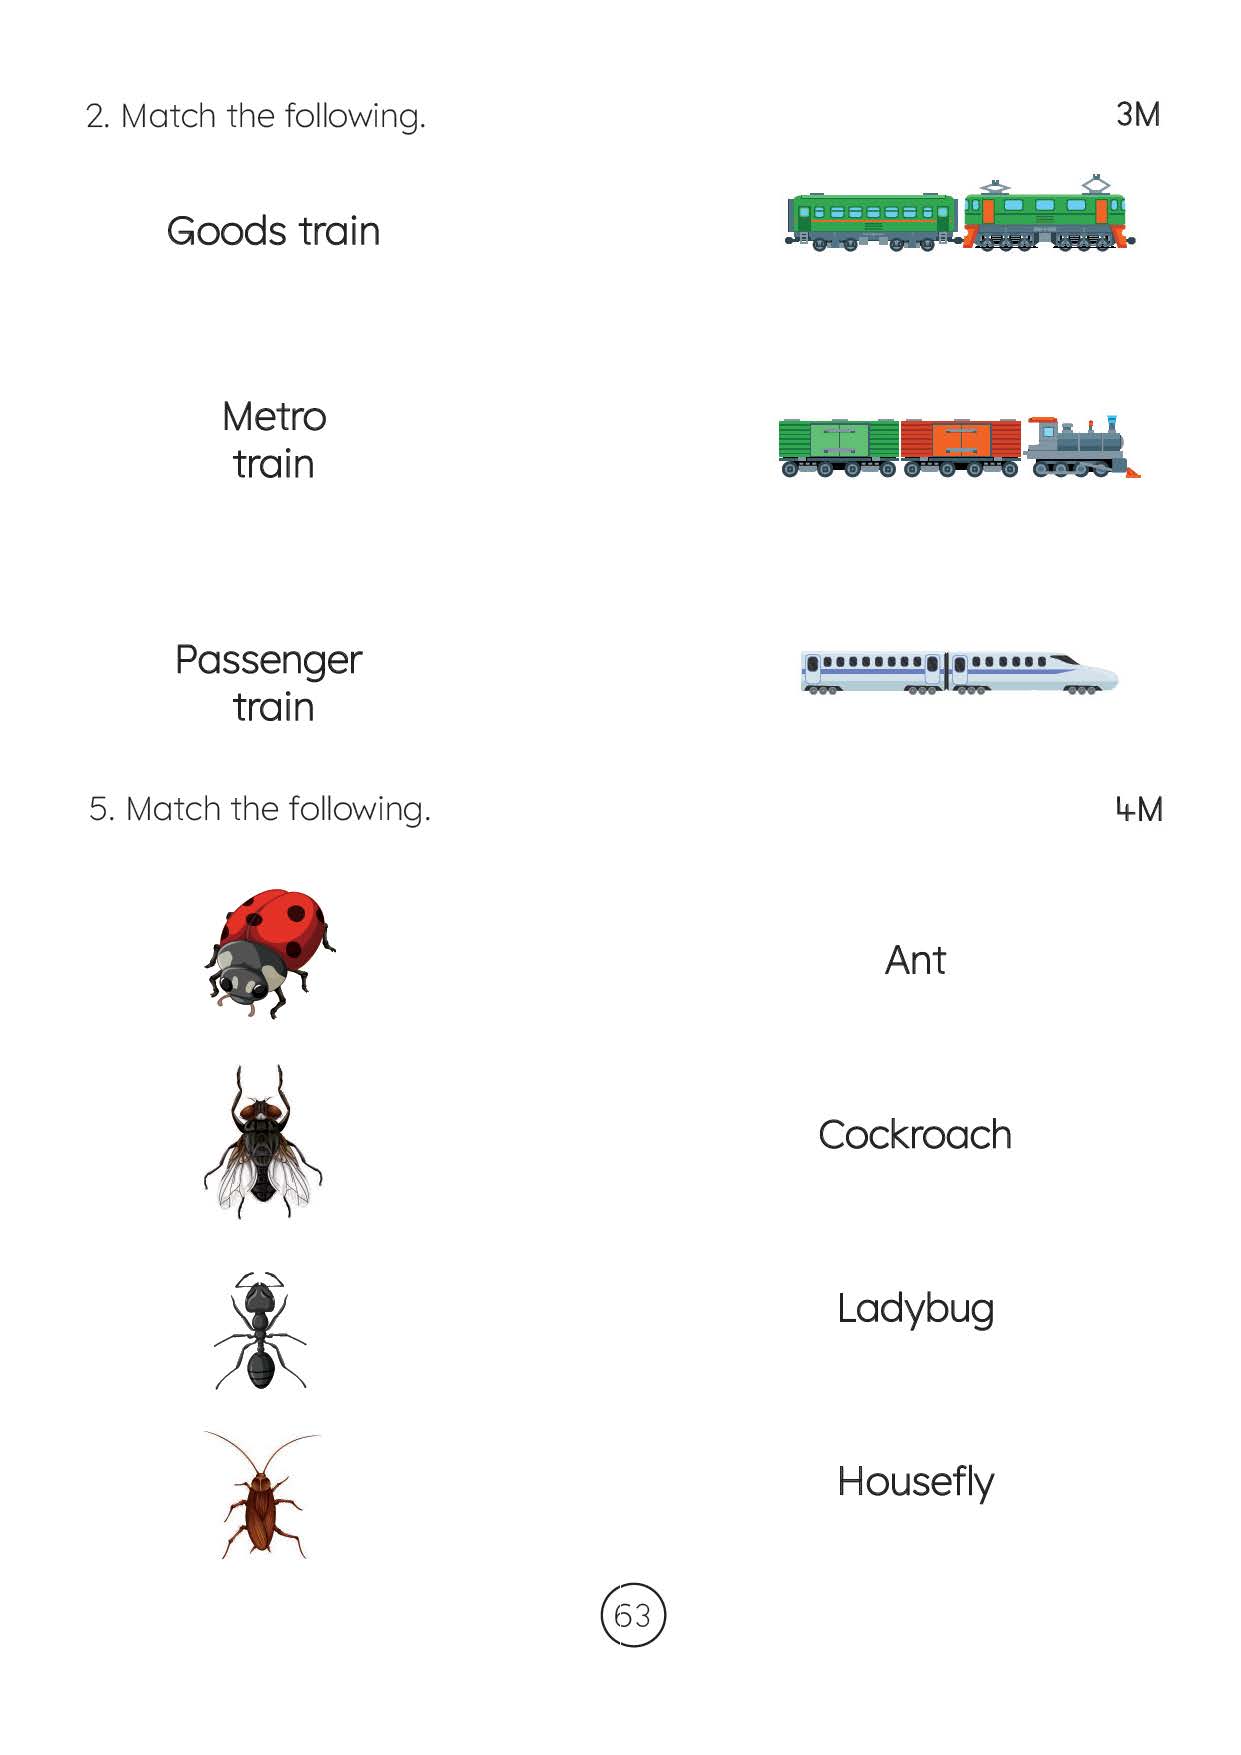 2. Match the following.
3M
Goods train
Metro
train
Passenger
train
5. Match the following.
4M
Ant
Cockroach
Ladybug
Housefly
63